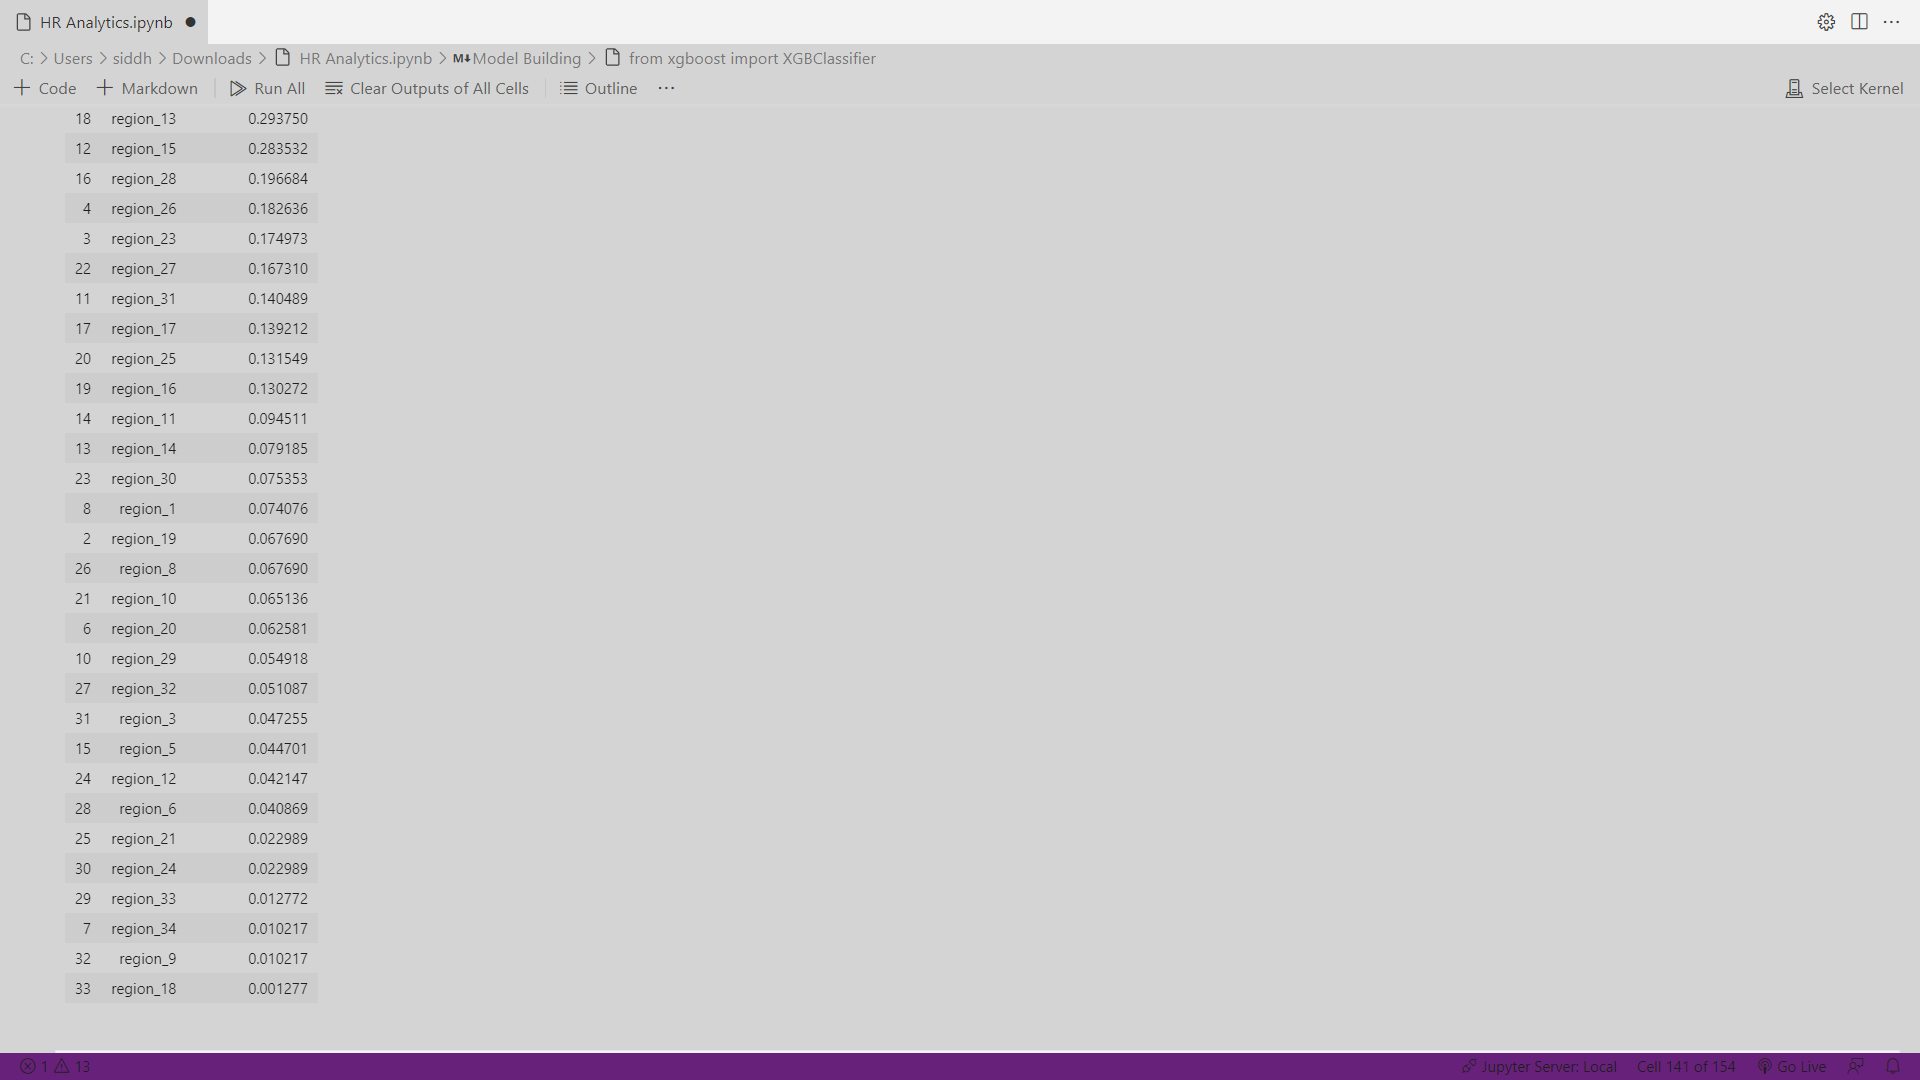 HR Analytics.ipynb
C: Users siddh Downloads HR Analytics.ipynb M Model Building from xgboost import XGBClassifier
Code Markdown Run All Clear Outputs of All Cells Outline ... Select Kernel
18 region_13 0.293750
12 region_15 0.283532
16 region_28 0.196684
4 region_26 0.182636
3 region_23 0.174973
22 region_27 0.167310
11 region_31 0.140489
17 region_17 0.139212
20 region_25 0.131549
19 region_16 0.130272
14 region_11 0.094511
13 region_14 0.079185
23 region_30 0.075353
8 region_1 0.074076
2 region_19 0.067690
26 region_8 0.067690
21 region_10 0.065136
6 region_20 0.062581
10 region_29 0.054918
27 region_32 0.051087
31 region_3 0.047255
15 region_5 0.044701
24 region_12 0.042147
28 region_6 0.040869
25 region_21 0.022989
30 region_24 0.022989
29 region_33 0.012772
7 region_34 0.010217
32 region_9 0.010217
33 region_18 0.001277
1 13 Jupyter Server: Local Cell 141 of 154 Go Live